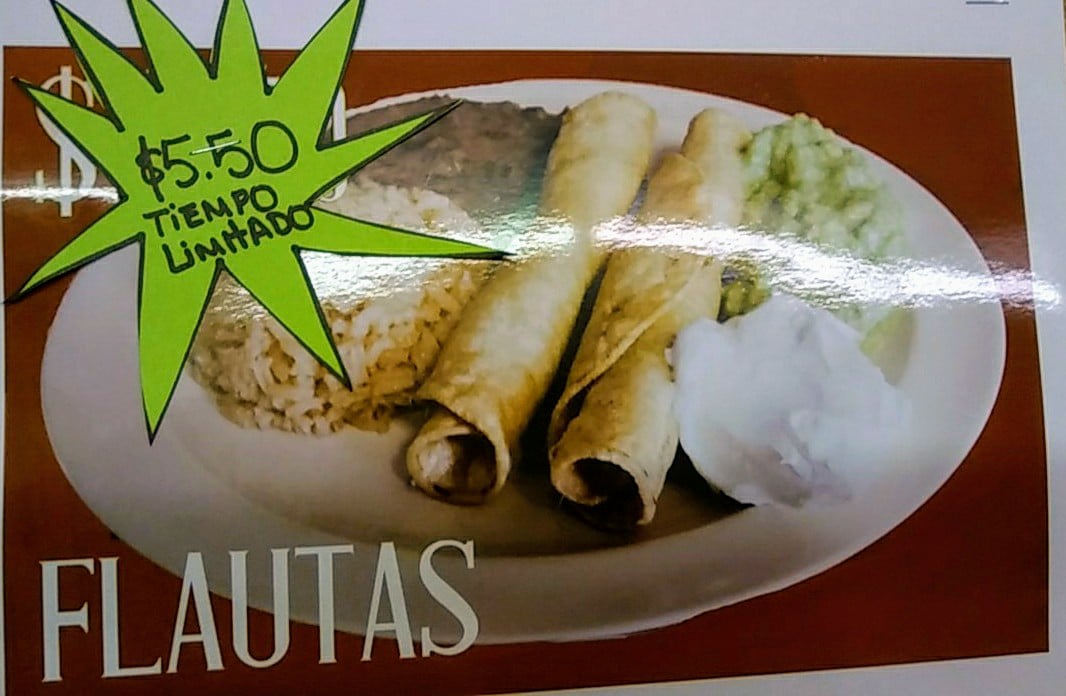 $5.50
TiEMPO
LiMITADO
FLAUTAS